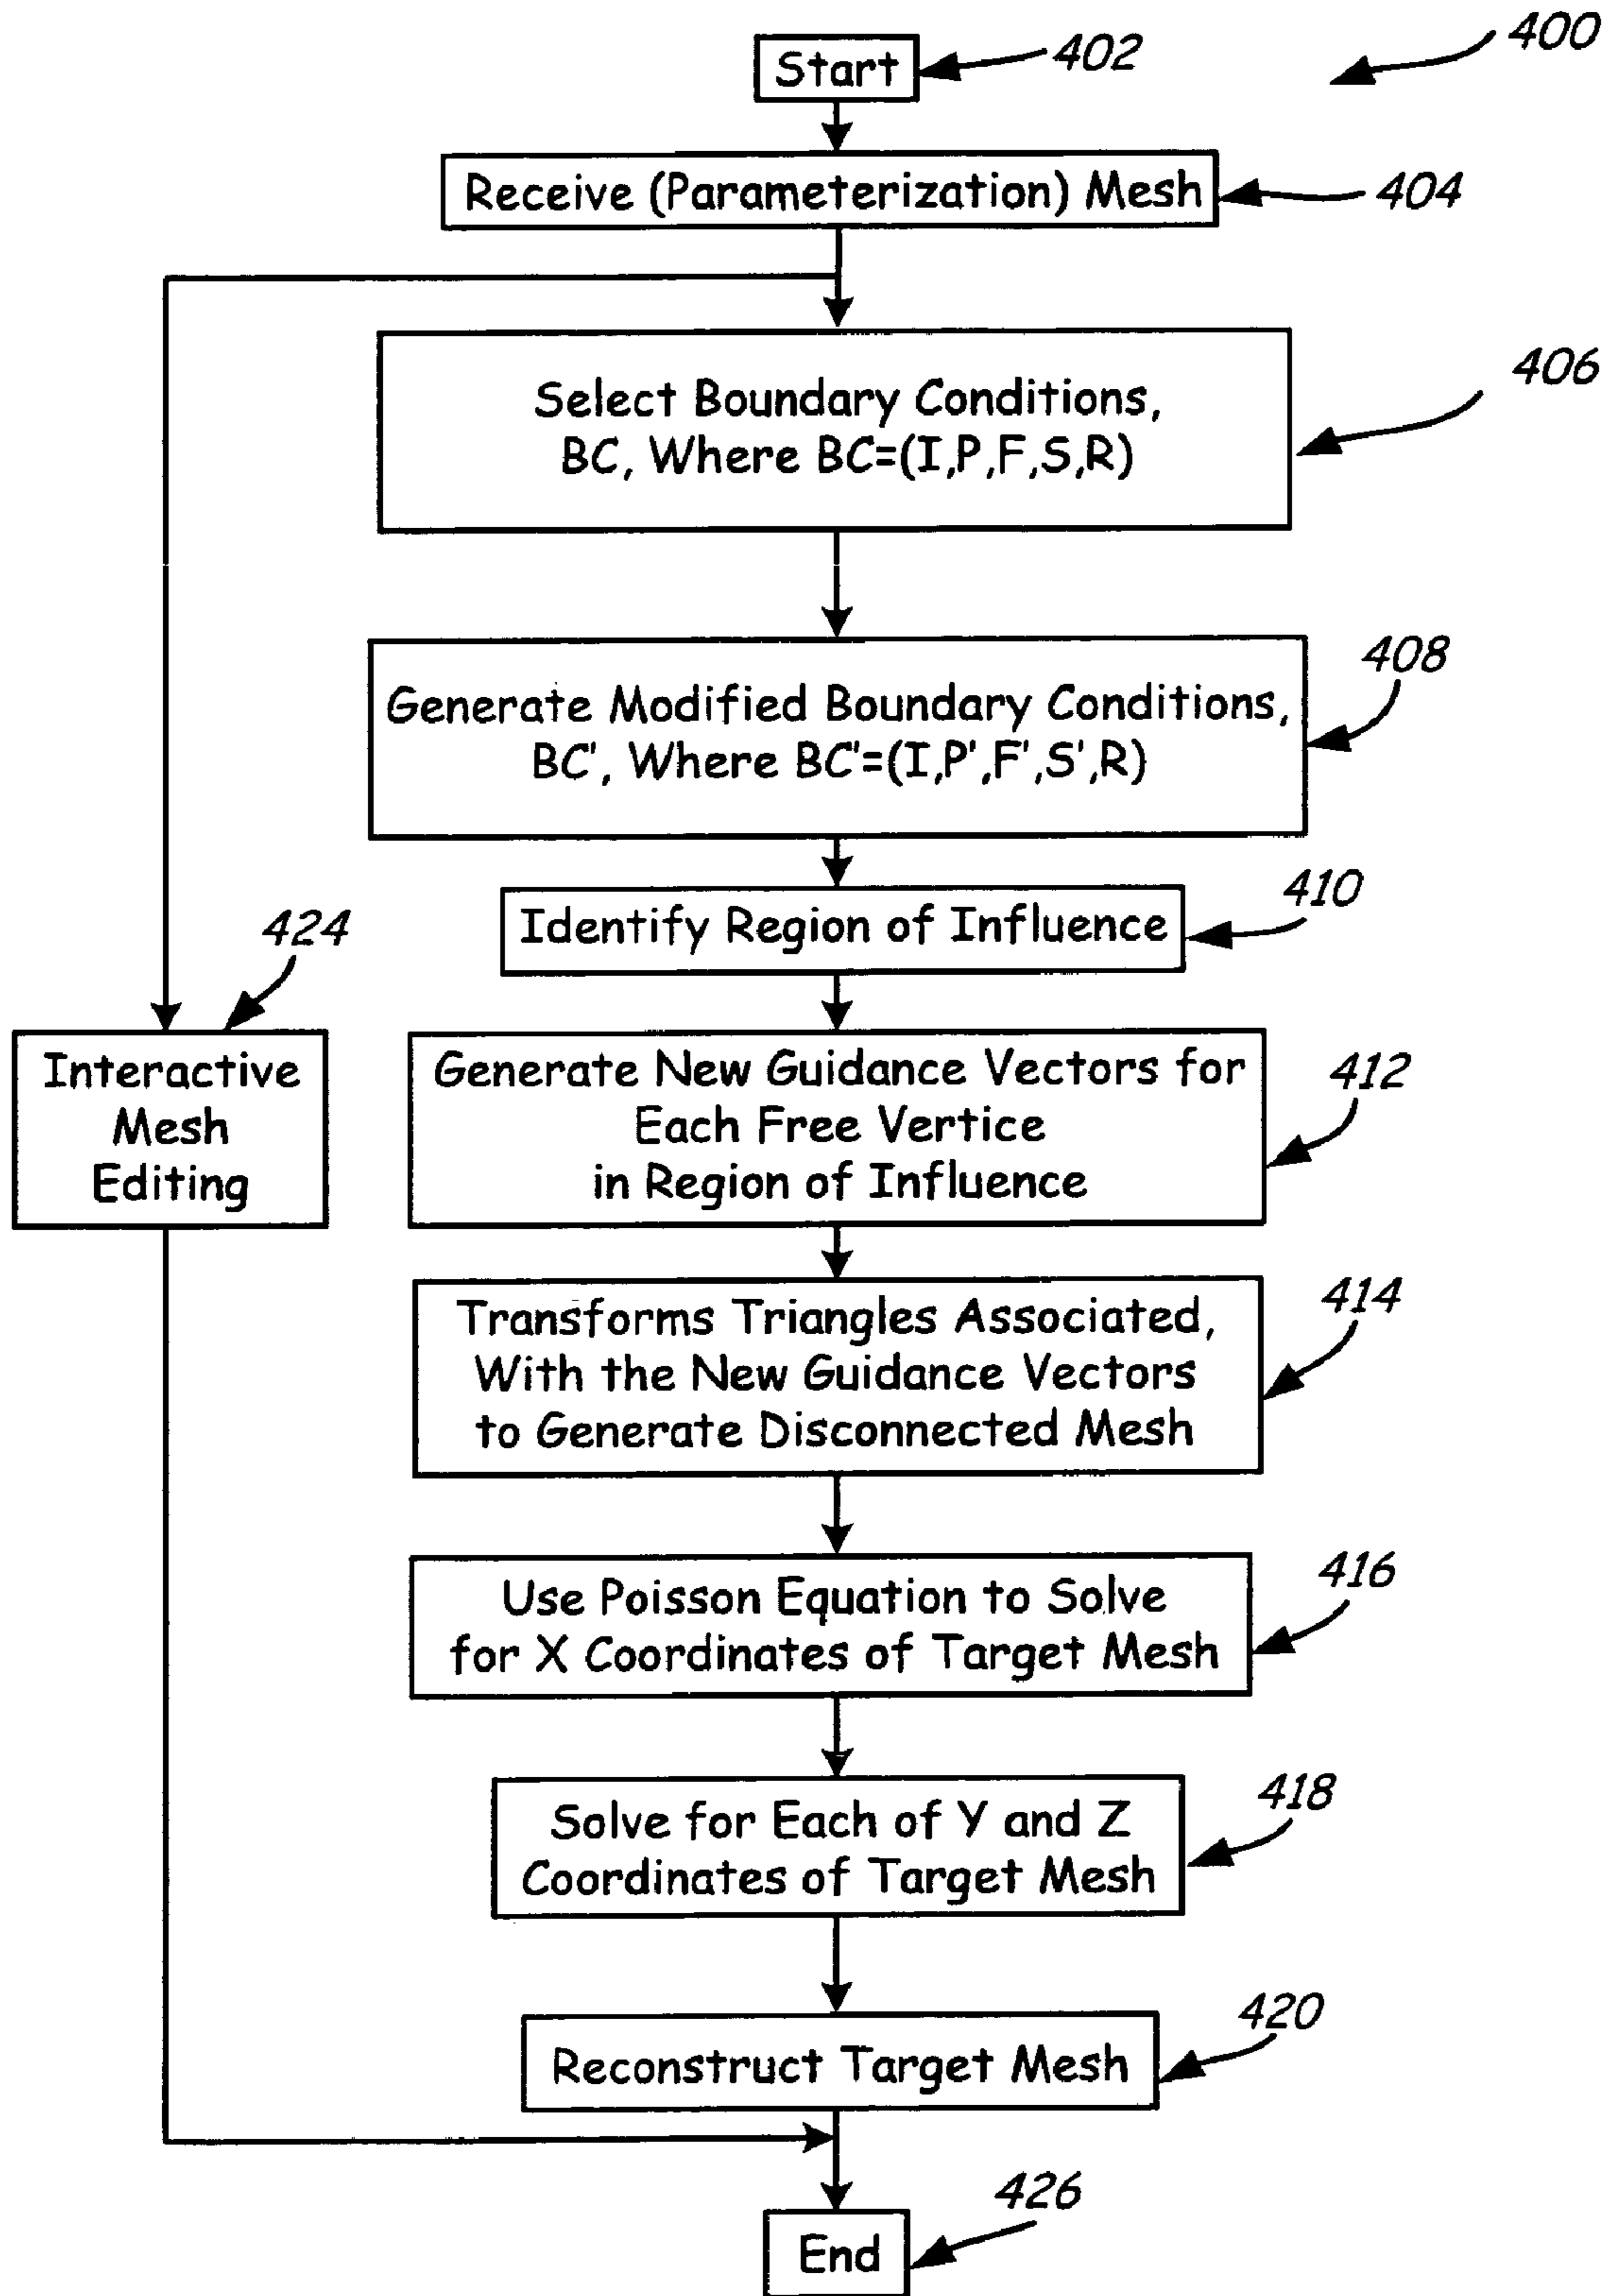 400
Start
402
Receive (Parameterization) Mesh
404
Select Boundary Conditions,
BC, Where BC=(I,P,F,S,R)
406
Generate Modified Boundary Conditions,
BC', Where BC'=(I,P',F',S',R)
408
Identify Region of Influence
410
424
Interactive
Mesh
Editing
Generate New Guidance Vectors for
Each Free Vertice
in Region of Influence
412
Transforms Triangles Associated,
With the New Guidance Vectors
to Generate Disconnected Mesh
414
Use Poisson Equation to Solve
for X Coordinates of Target Mesh
416
Solve for Each of Y and Z
Coordinates of Target Mesh
418
Reconstruct Target Mesh
420
End
426